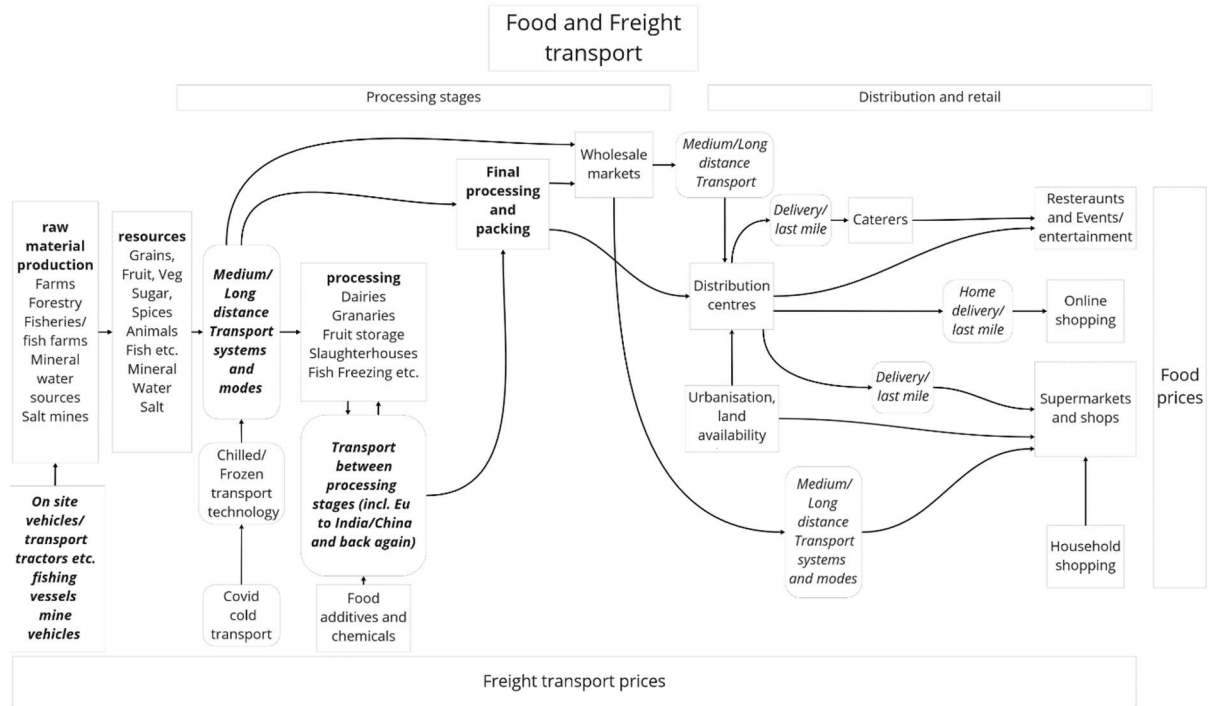 Food and Freight
transport
Processing stages
Distribution and retail
raw
material
production
Farms
Forestry
Fisheries/
fish farms
Mineral
water
sources
Salt mines
On site
vehicles/
transport
tractors etc.
fishing
vessels
mine
vehicles
resources
Grains,
Fruit, Veg
Sugar,
Spices
Animals
Fish etc.
Mineral
Water
Salt
Medium/
Long
distance
Transport
systems
and
modes
Chilled/
Frozen
transport
technology
Covid
cold
transport
processing
Dairies
Granaries
Fruit storage
Slaughterhouses
Fish Freezing etc.
Transport
between
processing
stages (incl. Eu
to India/China
and back again)
Food
additives and
chemicals
Final
processing
and
packing
Wholesale
markets
Medium/Long
distance
Transport
Distribution
centres
Urbanisation,
land
availability
Delivery/
last mile
Caterers
Resteraunts
and Events/
entertainment
Home
delivery/
last mile
Online
shopping
Delivery/
last mile
Supermarkets
and shops
Medium/
Long
distance
Transport
systems
and modes
Household
shopping
Food
prices
Freight transport prices